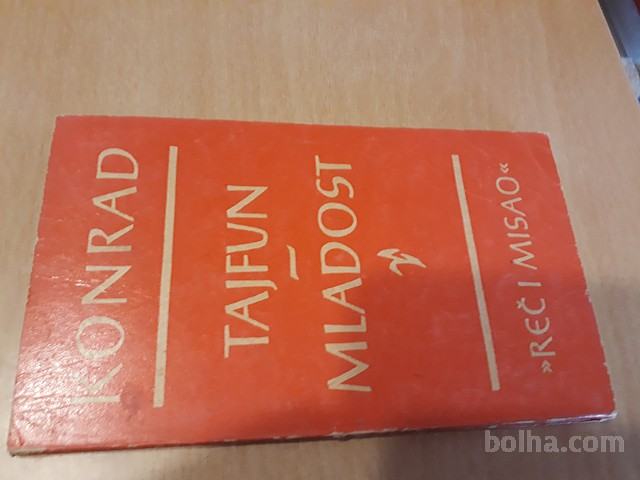 KONRAD
TAJFUN
–
MLADOST
»REČ I MISAO«
bolha.com